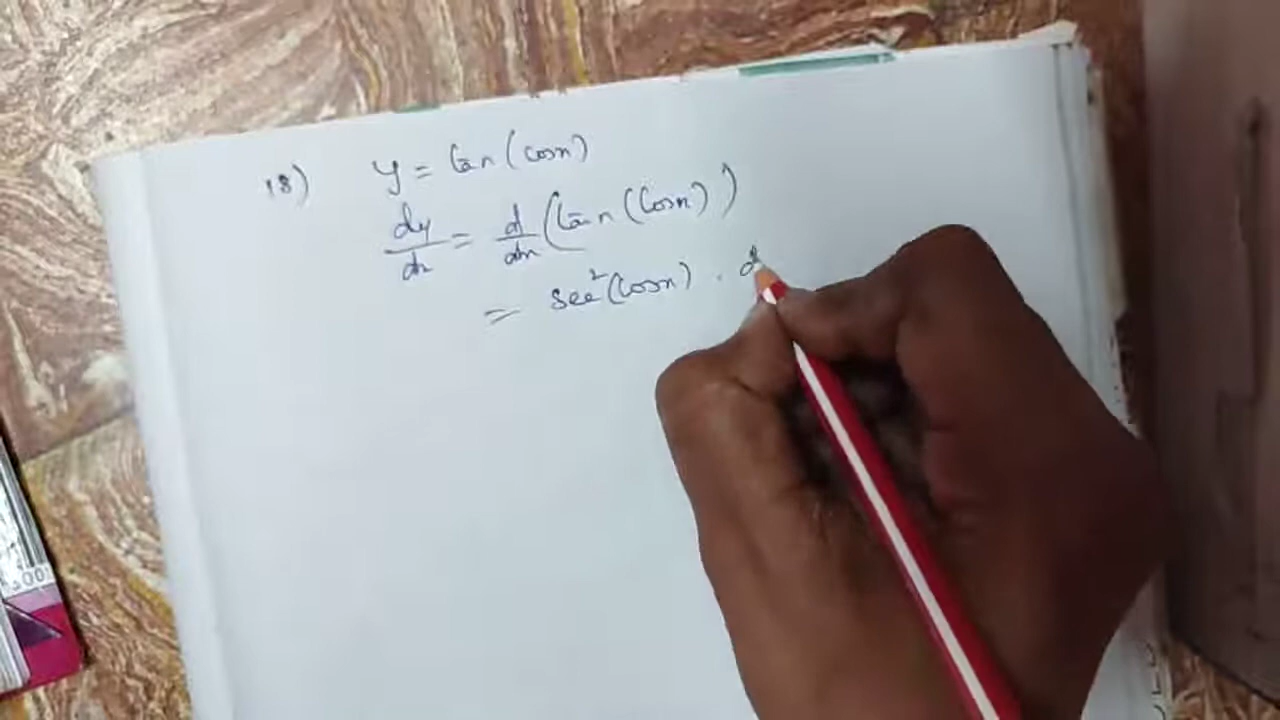 18) y = tan (cosx)
dy/dx = d/dx (tan (cosx))
= sec²(cosx) . d